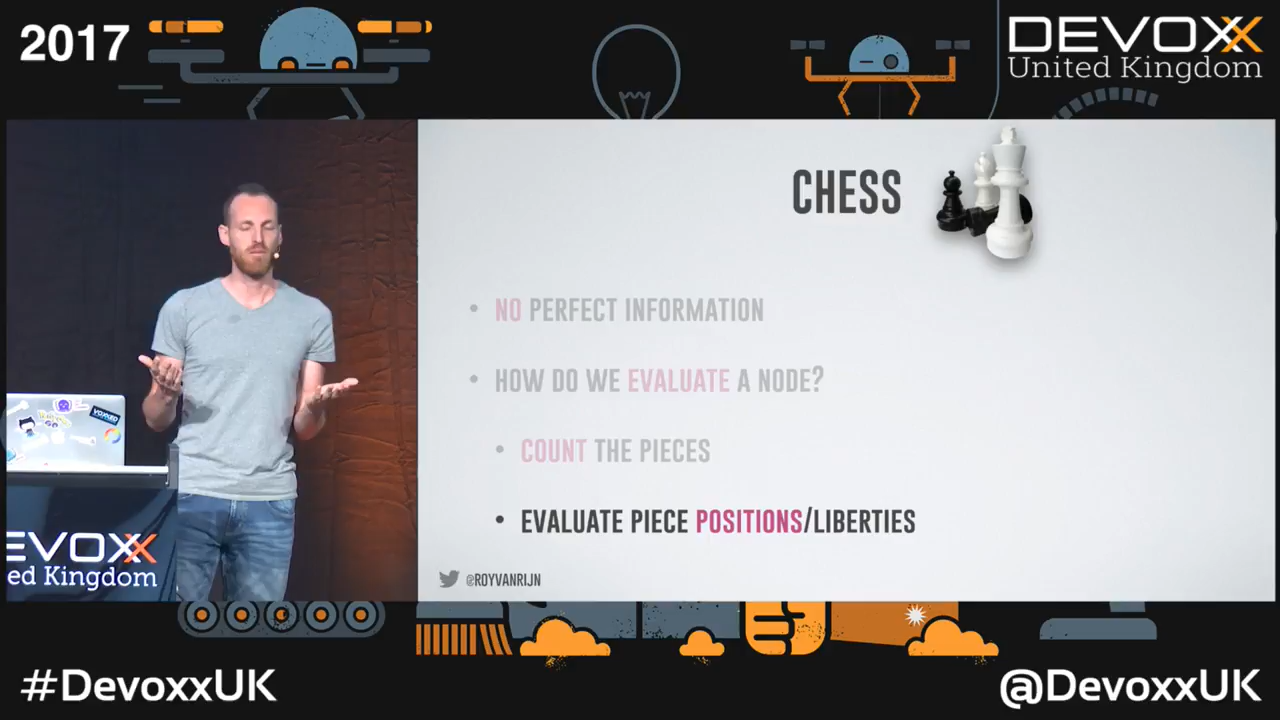 2017
DEVOXX
United Kingdom
CHESS
• NO PERFECT INFORMATION
• HOW DO WE EVALUATE A NODE?
• COUNT THE PIECES
• EVALUATE PIECE POSITIONS/LIBERTIES
@ROYVANRIJN
VOXXED
EVOXX
ed Kingdom
#DevoxxUK
@DevoxxUK